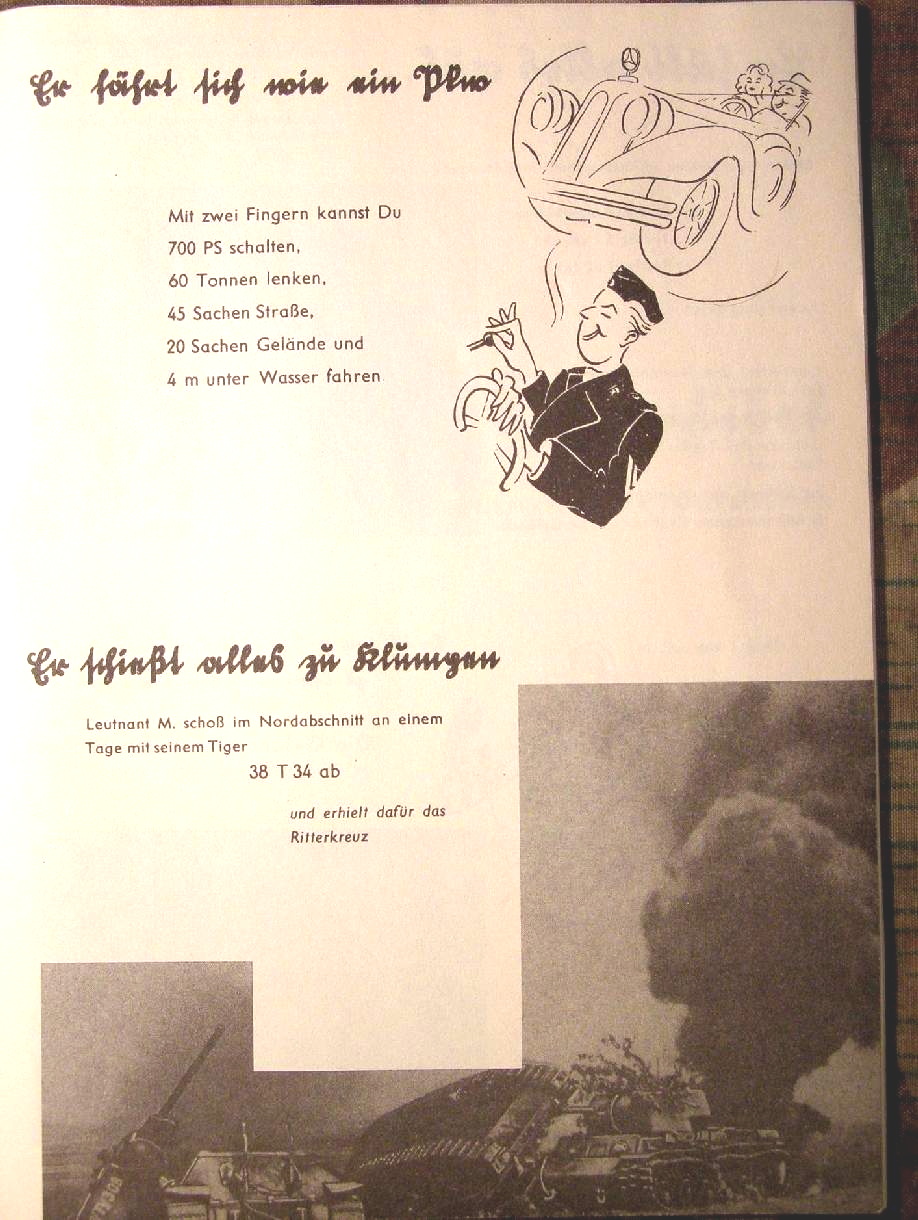 Er fährt sich wie ein Pkw
Mit zwei Fingern kannst Du
700 PS schalten,
60 Tonnen lenken,
45 Sachen Straße,
20 Sachen Gelände und
4 m unter Wasser fahren
Er schießt alles zu Klumpen
Leutnant M. schoß im Nordabschnitt an einem
Tage mit seinem Tiger
38 T 34 ab
und erhielt dafür das
Ritterkreuz